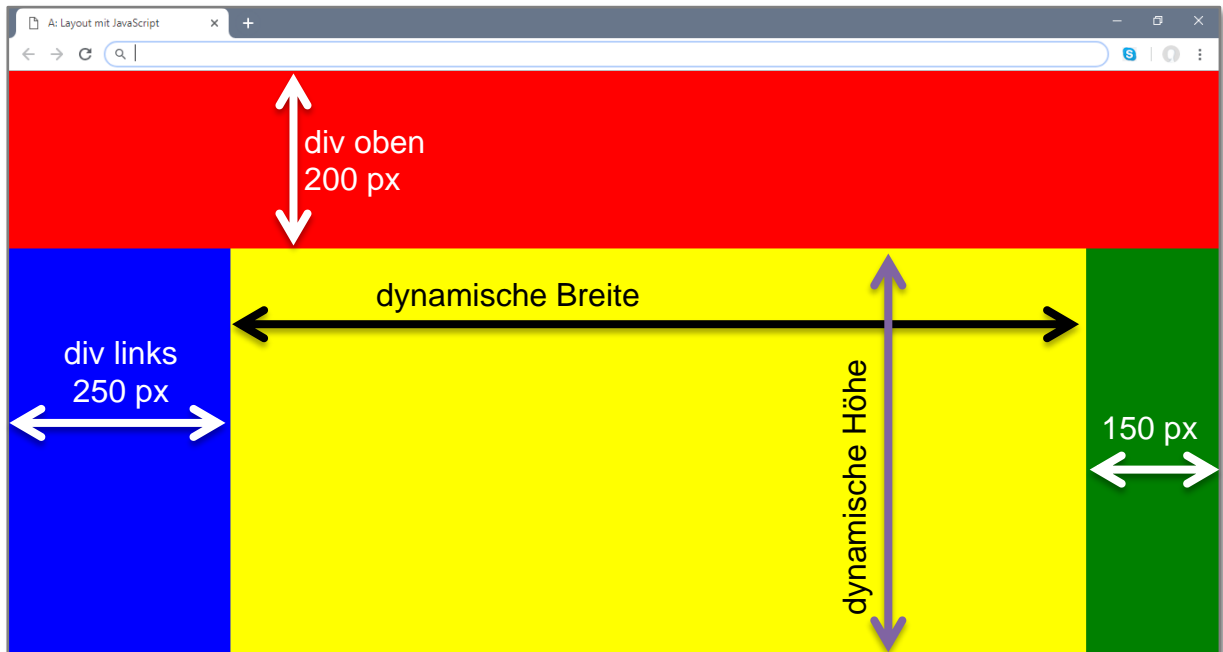 A: Layout mit JavaScript
div oben
200 px
dynamische Breite
div links
250 px
dynamische Höhe
150 px